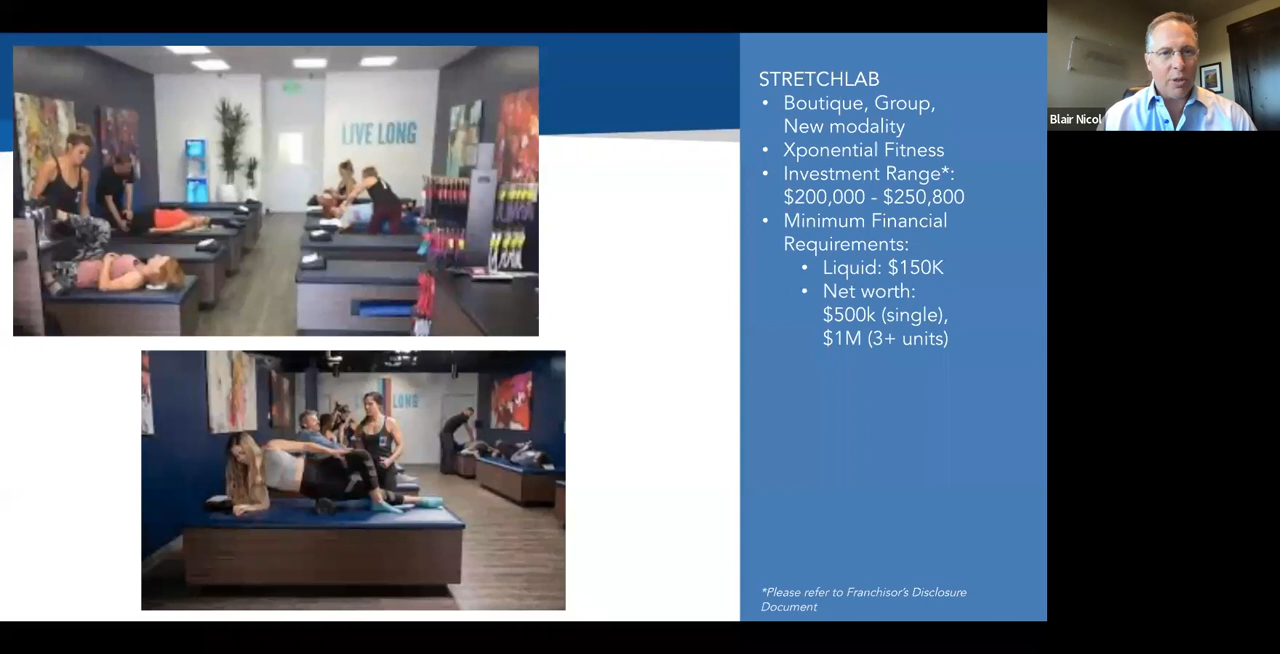 LIVE LONG
LONG
STRETCHLAB
• Boutique, Group,
New modality
• Xponential Fitness
• Investment Range*:
$200,000 - $250,800
• Minimum Financial
Requirements:
• Liquid: $150K
• Net worth:
$500k (single),
$1M (3+ units)
*Please refer to Franchisor's Disclosure
Document
Blair Nicol